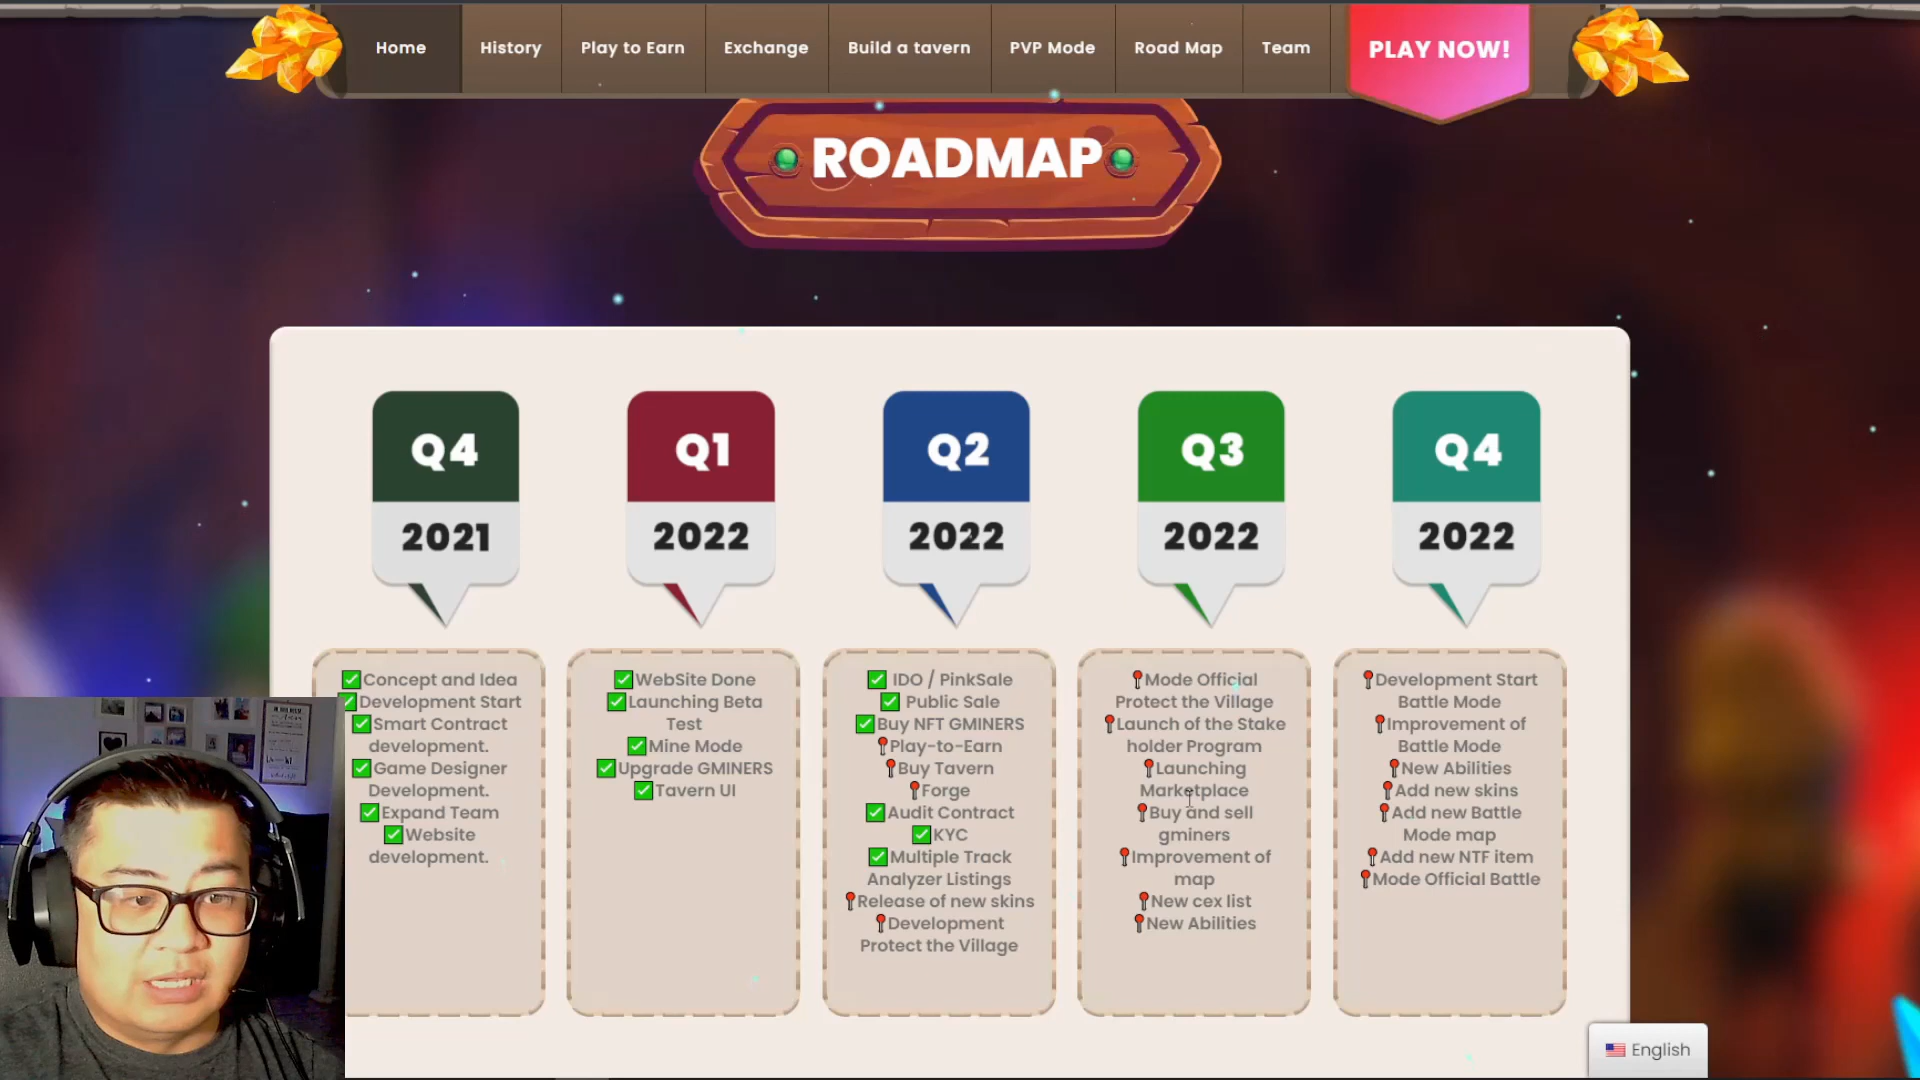 Home
History
Play to Earn
Exchange
Build a tavern
PVP Mode
Road Map
Team
PLAY NOW!
ROADMAP
Q4
2021
✅Concept and Idea
✅Development Start
✅Smart Contract
development.
✅Game Designer
Development.
✅Expand Team
✅Website
development.
Q1
2022
✅WebSite Done
✅Launching Beta
Test
✅Mine Mode
✅Upgrade GMINERS
✅Tavern UI
Q2
2022
✅ IDO / PinkSale
✅ Public Sale
✅Buy NFT GMINERS
📍Play-to-Earn
📍Buy Tavern
📍Forge
✅Audit Contract
✅KYC
✅Multiple Track
Analyzer Listings
📍Release of new skins
📍Development
Protect the Village
Q3
2022
📍Mode Official
Protect the Village
📍Launch of the Stake
holder Program
📍Launching
Marketplace
📍Buy and sell
gminers
📍Improvement of
map
📍New cex list
📍New Abilities
Q4
2022
📍Development Start
Battle Mode
📍Improvement of
Battle Mode
📍New Abilities
📍Add new skins
📍Add new Battle
Mode map
📍Add new NTF item
📍Mode Official Battle
English